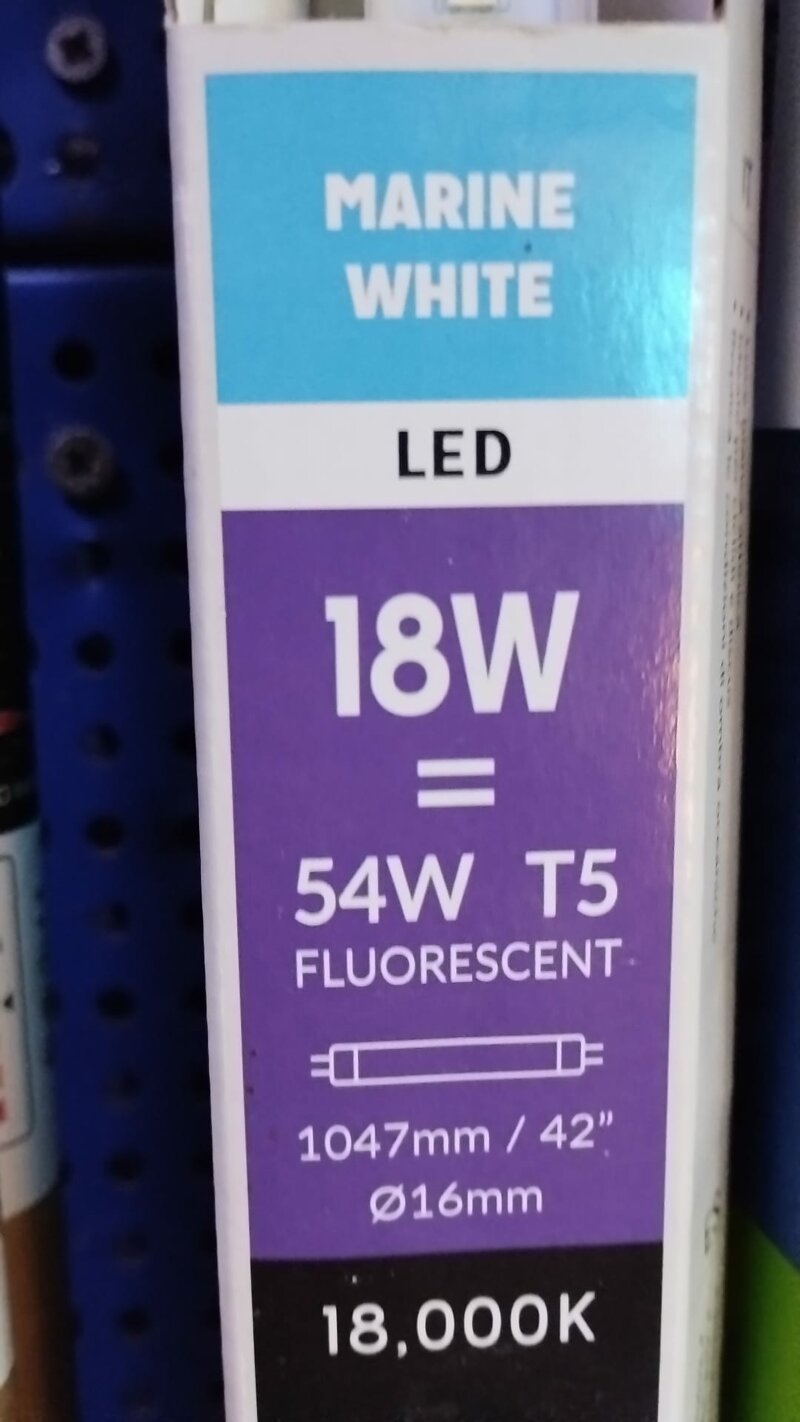 MARINE
WHITE
LED
18W
=
54W T5
FLUORESCENT
1047mm / 42”
Ø16mm
18,000K